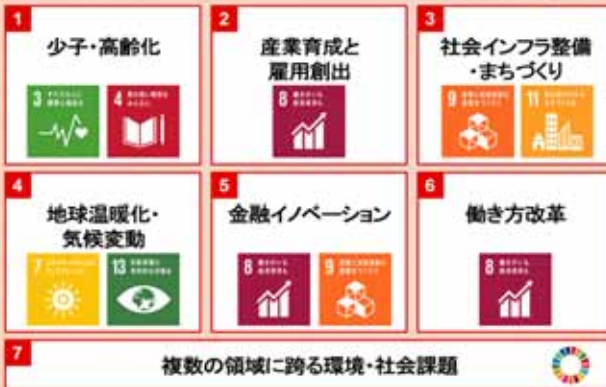 1
少子・高齢化
3
4
2
産業育成と
雇用創出
8
3
社会インフラ整備
・まちづくり
9
11
4
地球温暖化・
気候変動
7
13
5
金融イノベーション
8
9
6
働き方改革
8
7
複数の領域に跨る環境・社会課題